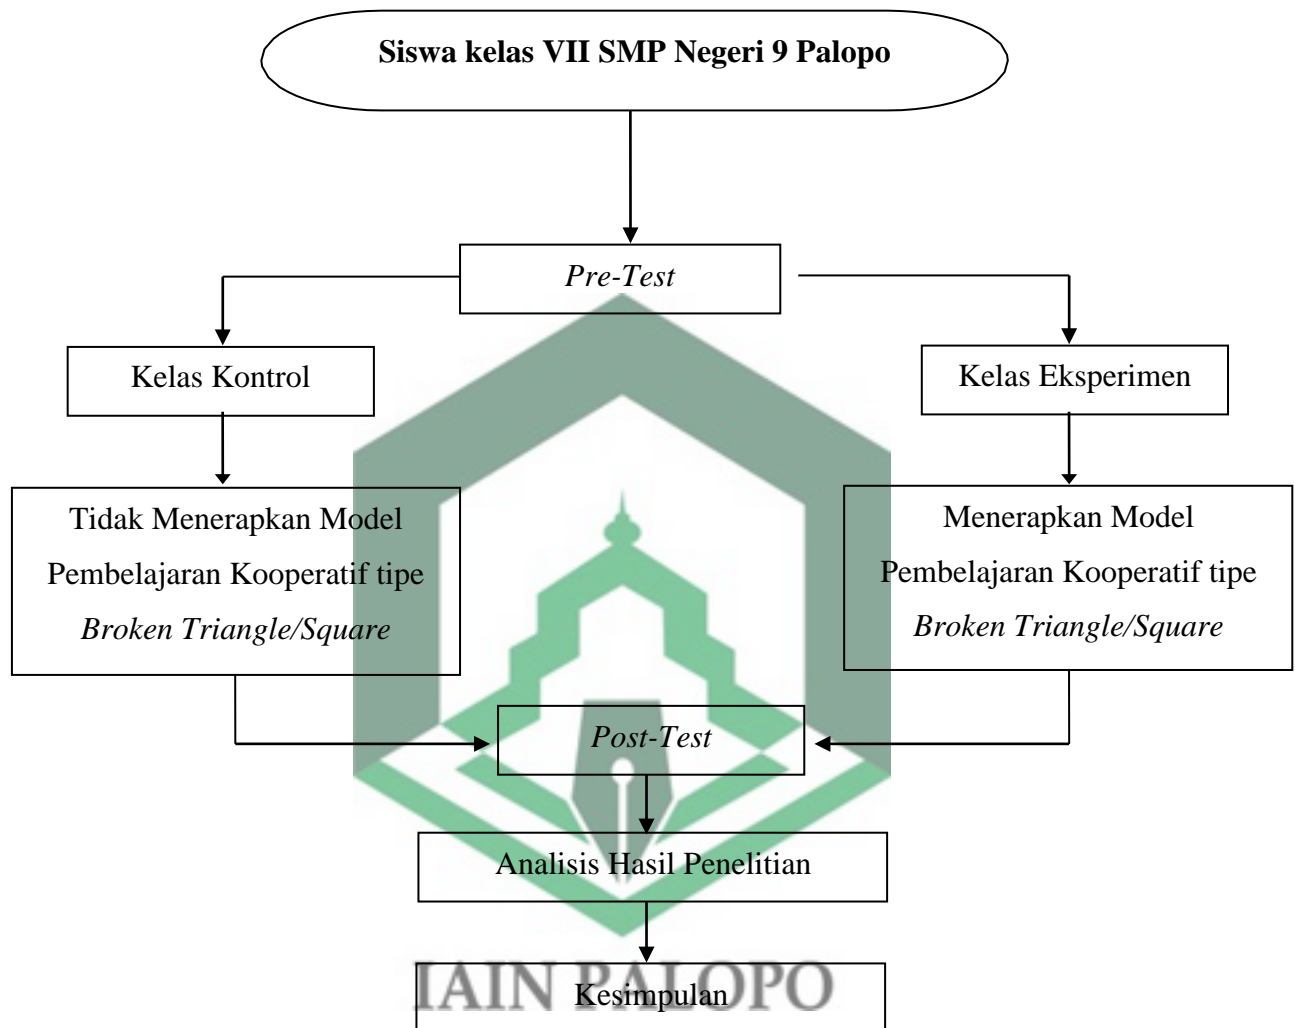 Siswa kelas VII SMP Negeri 9 Palopo
Pre-Test
Kelas Kontrol
Kelas Eksperimen
Tidak Menerapkan Model
Pembelajaran Kooperatif tipe
Broken Triangle/Square
Menerapkan Model
Pembelajaran Kooperatif tipe
Broken Triangle/Square
Post-Test
Analisis Hasil Penelitian
Kesimpulan
IAIN PALOPO